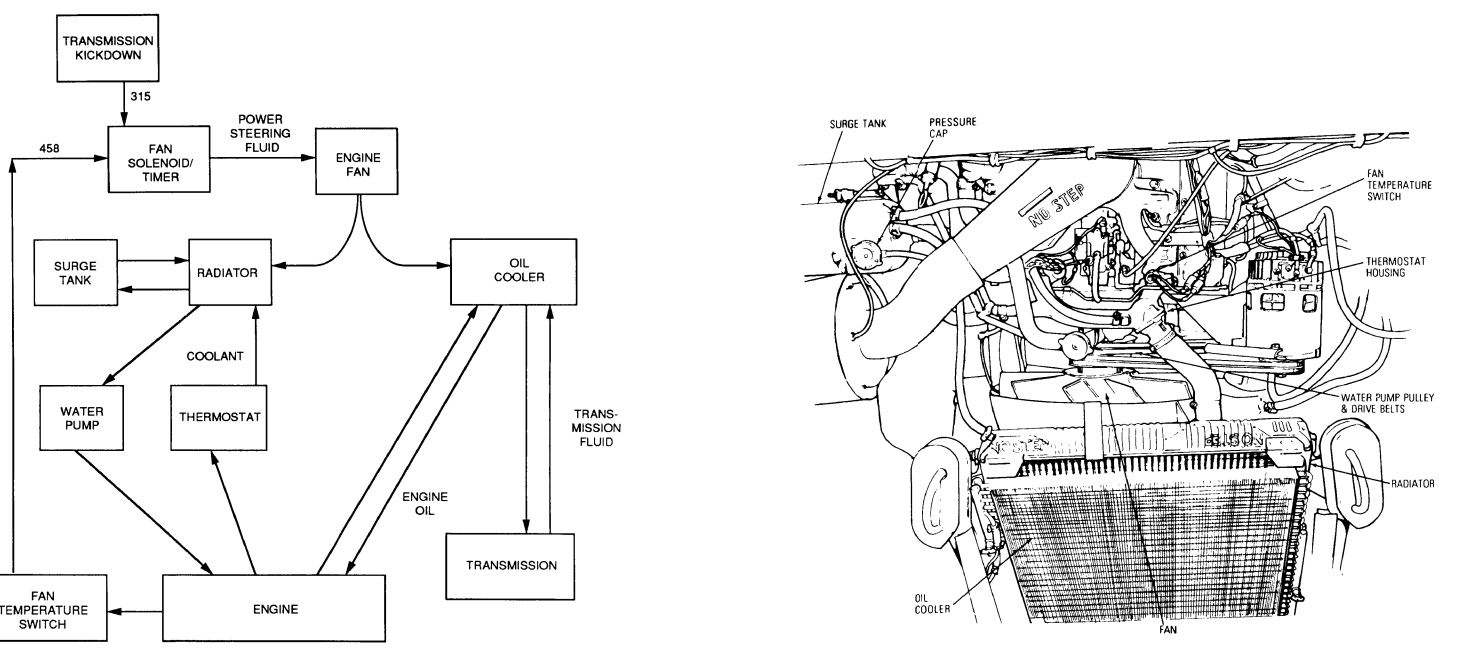 TRANSMISSION
KICKDOWN
315
FAN
SOLENOID/
TIMER
458
POWER
STEERING
FLUID
ENGINE
FAN
SURGE
TANK
RADIATOR
OIL
COOLER
COOLANT
WATER
PUMP
THERMOSTAT
TRANS-
MISSION
FLUID
ENGINE
OIL
TRANSMISSION
FAN
TEMPERATURE
SWITCH
ENGINE
SURGE TANK
PRESSURE
CAP
NO STEP
FAN
TEMPERATURE
SWITCH
THERMOSTAT
HOUSING
WATER PUMP PULLEY
& DRIVE BELTS
RADIATOR
OIL
COOLER
FAN